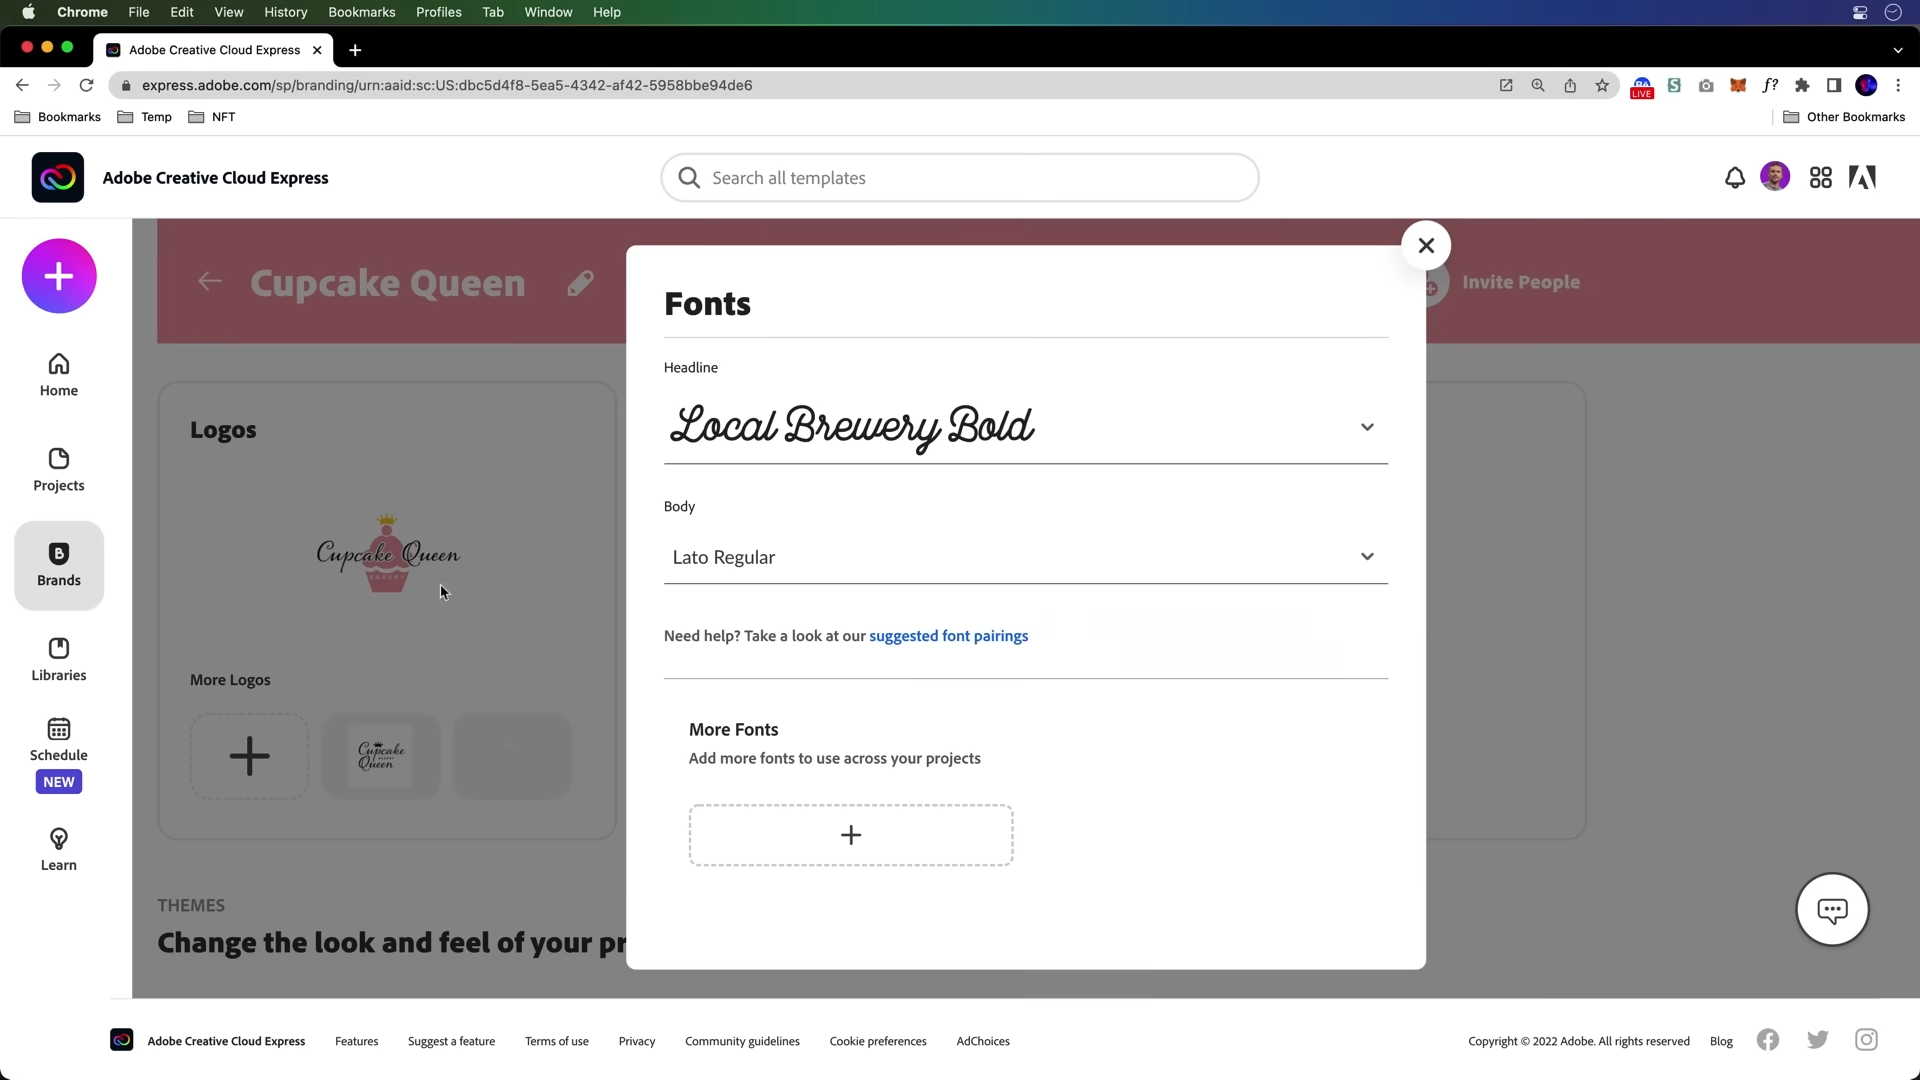 Chrome File Edit View History Bookmarks Profiles Tab Window Help
Adobe Creative Cloud Express
express.adobe.com/sp/branding/urn:aaid:sc:US:dbc5d4f8-5ea5-4342-af42-5958bbe94de6
LIVE
f?
Bookmarks Temp NFT Other Bookmarks
Adobe Creative Cloud Express
Search all templates
Cupcake Queen
Invite People
Fonts
Headline
Local Brewery Bold
Body
Lato Regular
Need help? Take a look at our suggested font pairings
More Fonts
Add more fonts to use across your projects
Home
Projects
Brands
Libraries
Schedule
NEW
Learn
Logos
Cupcake Queen
BAKERY
More Logos
Cupcake
Queen
THEMES
Change the look and feel of your pr
Adobe Creative Cloud Express Features Suggest a feature Terms of use Privacy Community guidelines Cookie preferences AdChoices Copyright © 2022 Adobe. All rights reserved Blog